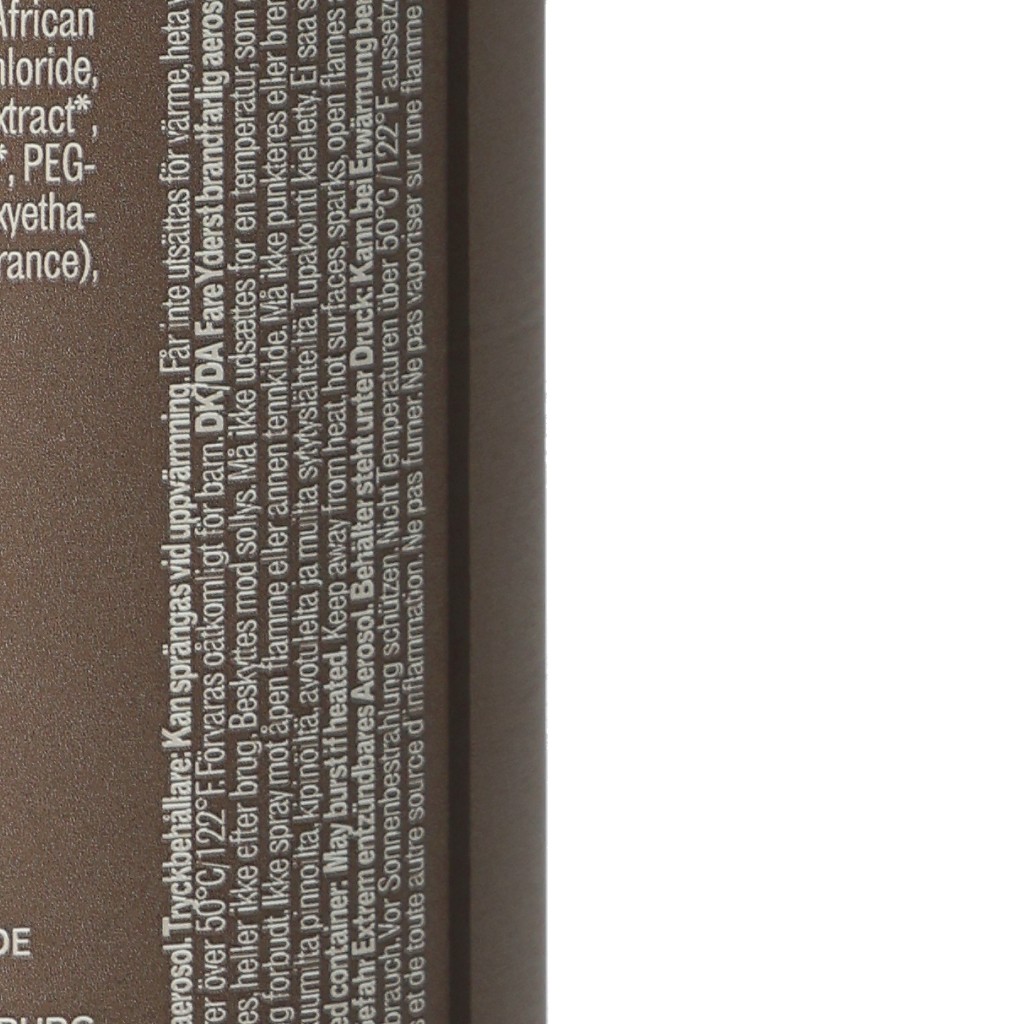 African
hloride,
xtract*,
*, PEG-
xyetha-
rance),
DE
aerosol. Tryckbehållare: Kan sprängas vid uppvärmning. Får inte utsättas för värme, heta
er över 50°C/122°F. Förvaras oåtkomligt för barn. DK/DA Fare Yderst brandfarlig aeros
es, heller ikke efter brug. Beskyttes mod sollys. Må ikke udsættes for en temperatur, som
g forbudt. Ikke spray mot åpen flamme eller annen tennkilde. Må ikke punkteres eller bren
uumilta pinnoilta, kipinöiltä, avotulelta ja muilta sytytyslähteiltä. Tupakointi kielletty. Ei saa s
ed container: May burst if heated. Keep away from heat, hot surfaces, sparks, open flames a
Gefahr Extrem entzündbares Aerosol. Behälter steht unter Druck: Kann bei Erwärmung ber
brauch. Vor Sonnenbestrahlung schützen. Nicht Temperaturen über 50°C /122°F aussetz
s et de toute autre source d'inflammation. Ne pas fumer. Ne pas vaporiser sur une flamme